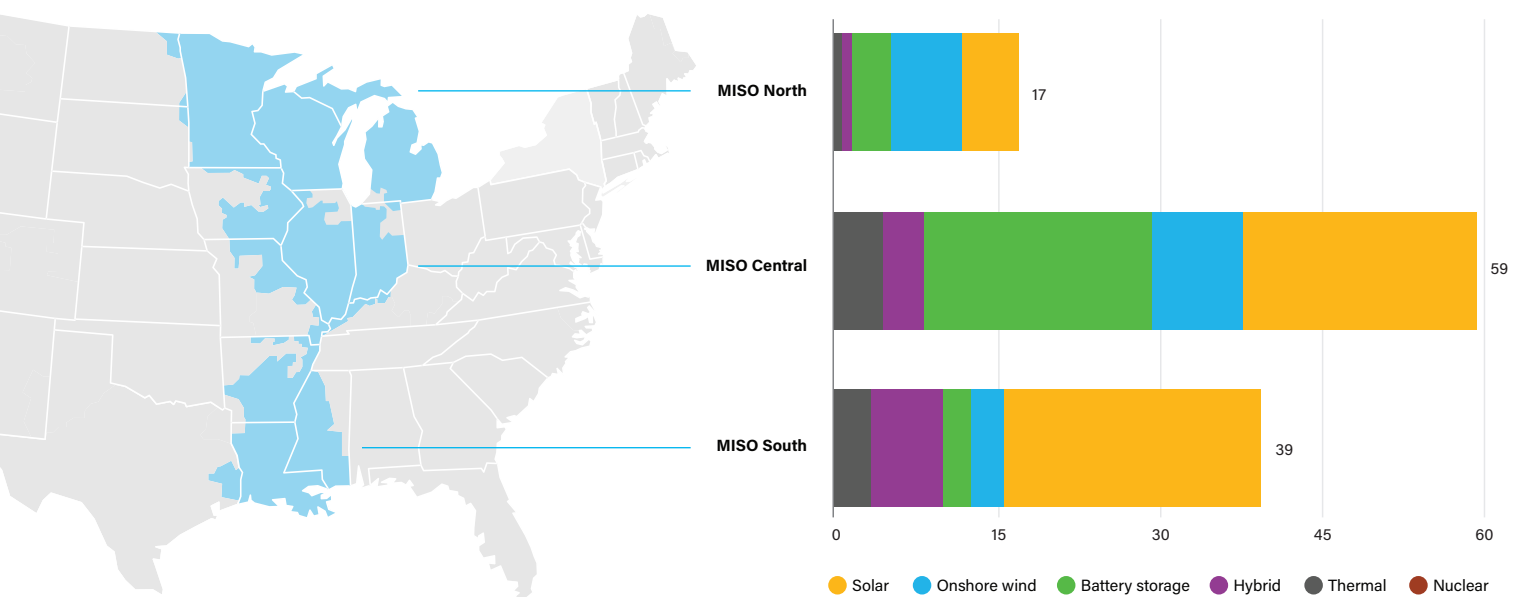 MISO North
17
MISO Central
59
MISO South
39
0 15 30 45 60
Solar Onshore wind Battery storage Hybrid Thermal Nuclear